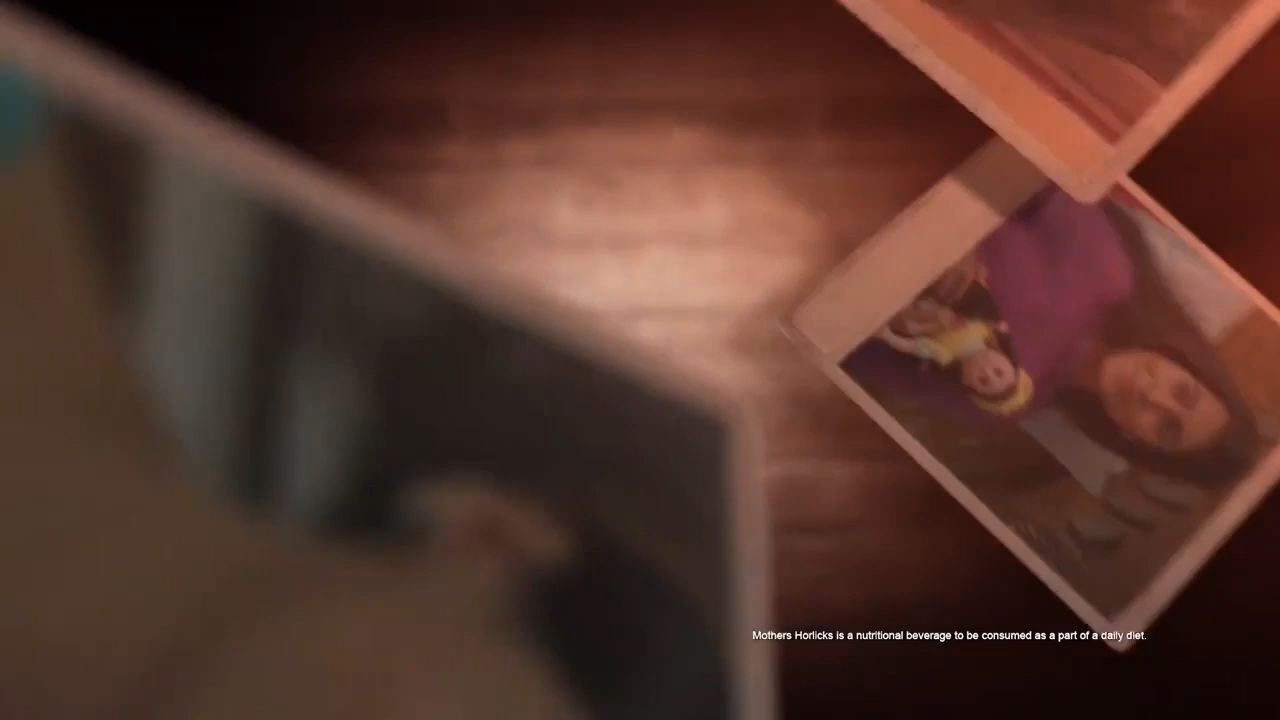 Mothers Horlicks is a nutritional beverage to be consumed as a part of a daily diet.